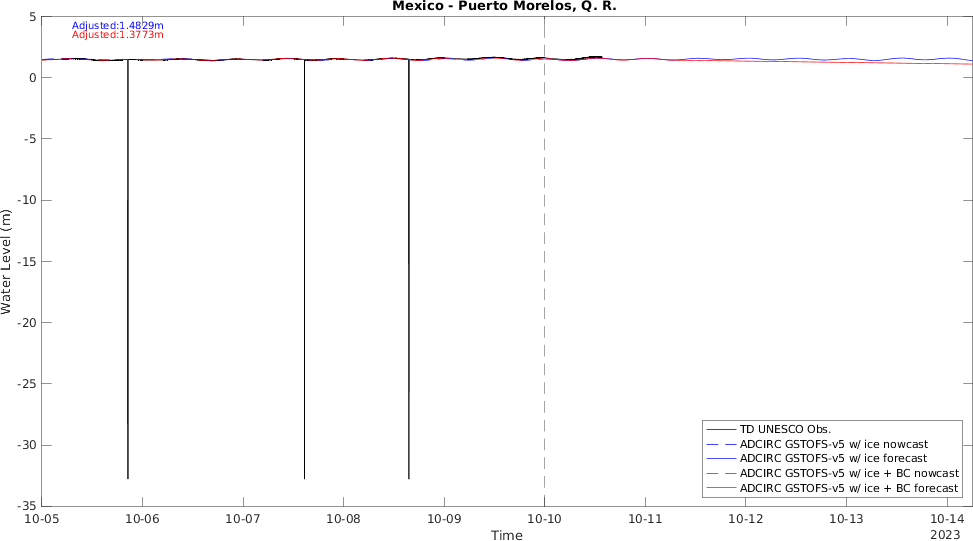 Mexico - Puerto Morelos, Q. R.
Adjusted:1.4829m
Adjusted:1.3773m
5
0
-5
-10
-15
-20
-25
-30
-35
Water Level (m)
TD UNESCO Obs.
ADCIRC GSTOFS-v5 w/ ice nowcast
ADCIRC GSTOFS-v5 w/ ice forecast
ADCIRC GSTOFS-v5 w/ ice + BC nowcast
ADCIRC GSTOFS-v5 w/ ice + BC forecast
10-05 10-06 10-07 10-08 10-09 10-10 10-11 10-12 10-13 10-14
Time
2023